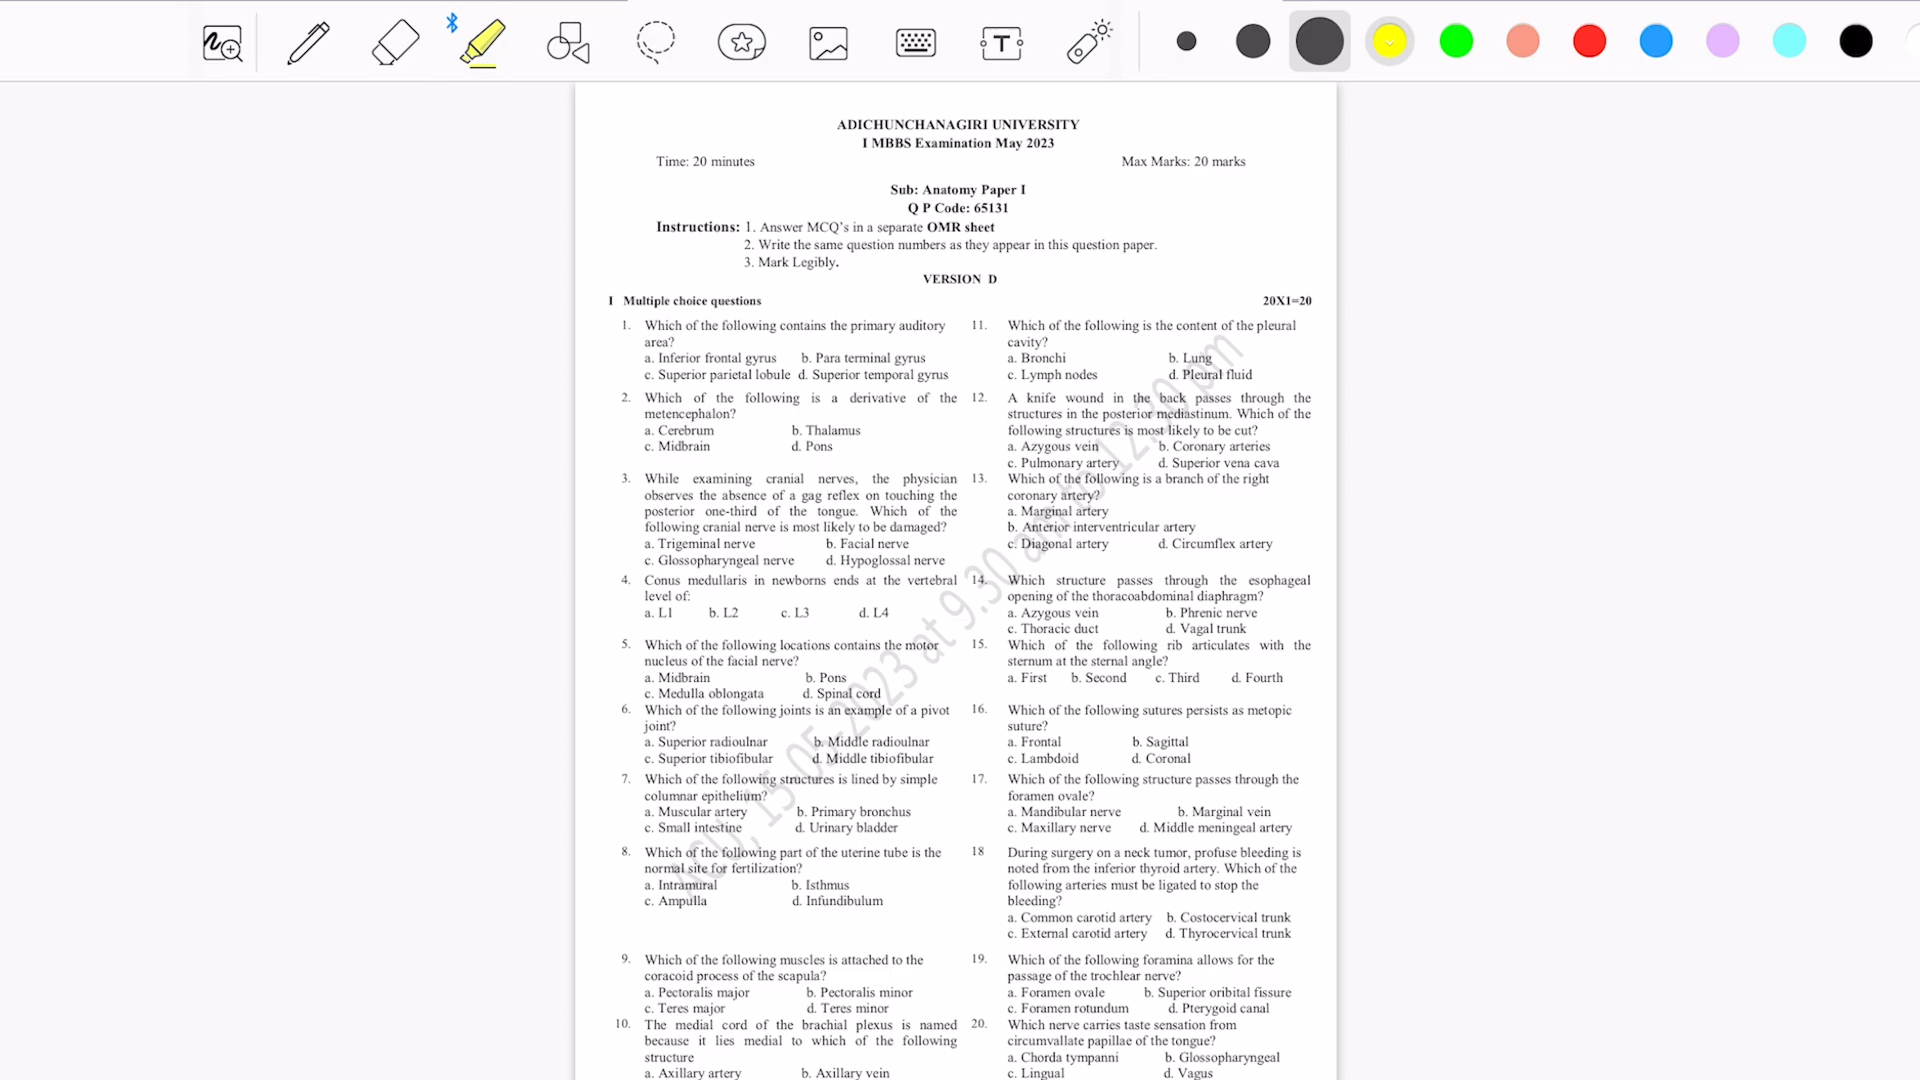 ADICHUNCHANAGIRI UNIVERSITY
I MBBS Examination May 2023
Time: 20 minutes Max Marks: 20 marks
Sub: Anatomy Paper I
Q P Code: 65131
Instructions: 1. Answer MCQ's in a separate OMR sheet
2. Write the same question numbers as they appear in this question paper.
3. Mark Legibly.
VERSION D
I Multiple choice questions 20X1=20
1. Which of the following contains the primary auditory
area?
a. Inferior frontal gyrus b. Para terminal gyrus
c. Superior parietal lobule d. Superior temporal gyrus
2. Which of the following is a derivative of the
metencephalon?
a. Cerebrum b. Thalamus
c. Midbrain d. Pons
3. While examining cranial nerves, the physician
observes the absence of a gag reflex on touching the
posterior one-third of the tongue. Which of the
following cranial nerve is most likely to be damaged?
a. Trigeminal nerve b. Facial nerve
c. Glossopharyngeal nerve d. Hypoglossal nerve
4. Conus medullaris in newborns ends at the vertebral
level of:
a. L1 b. L2 c. L3 d. L4
5. Which of the following locations contains the motor
nucleus of the facial nerve?
a. Midbrain b. Pons
c. Medulla oblongata d. Spinal cord
6. Which of the following joints is an example of a pivot
joint?
a. Superior radioulnar b. Middle radioulnar
c. Superior tibiofibular d. Middle tibiofibular
7. Which of the following structures is lined by simple
columnar epithelium?
a. Muscular artery b. Primary bronchus
c. Small intestine d. Urinary bladder
8. Which of the following part of the uterine tube is the
normal site for fertilization?
a. Intramural b. Isthmus
c. Ampulla d. Infundibulum
9. Which of the following muscles is attached to the
coracoid process of the scapula?
a. Pectoralis major b. Pectoralis minor
c. Teres major d. Teres minor
10. The medial cord of the brachial plexus is named
because it lies medial to which of the following
structure
a. Axillary artery b. Axillary vein
11. Which of the following is the content of the pleural
cavity?
a. Bronchi b. Lung
c. Lymph nodes d. Pleural fluid
12. A knife wound in the back passes through the
structures in the posterior mediastinum. Which of the
following structures is most likely to be cut?
a. Azygous vein b. Coronary arteries
c. Pulmonary artery d. Superior vena cava
13. Which of the following is a branch of the right
coronary artery?
a. Marginal artery
b. Anterior interventricular artery
c. Diagonal artery d. Circumflex artery
14. Which structure passes through the esophageal
opening of the thoracoabdominal diaphragm?
a. Azygous vein b. Phrenic nerve
c. Thoracic duct d. Vagal trunk
15. Which of the following rib articulates with the
sternum at the sternal angle?
a. First b. Second c. Third d. Fourth
16. Which of the following sutures persists as metopic
suture?
a. Frontal b. Sagittal
c. Lambdoid d. Coronal
17. Which of the following structure passes through the
foramen ovale?
a. Mandibular nerve b. Marginal vein
c. Maxillary nerve d. Middle meningeal artery
18 During surgery on a neck tumor, profuse bleeding is
noted from the inferior thyroid artery. Which of the
following arteries must be ligated to stop the
bleeding?
a. Common carotid artery b. Costocervical trunk
c. External carotid artery d. Thyrocervical trunk
19. Which of the following foramina allows for the
passage of the trochlear nerve?
a. Foramen ovale b. Superior oribital fissure
c. Foramen rotundum d. Pterygoid canal
20. Which nerve carries taste sensation from
circumvallate papillae of the tongue?
a. Chorda tympanni b. Glossopharyngeal
c. Lingual d. Vagus
ACU, 15-05-2023 at 9.30 am to 12.30 pm